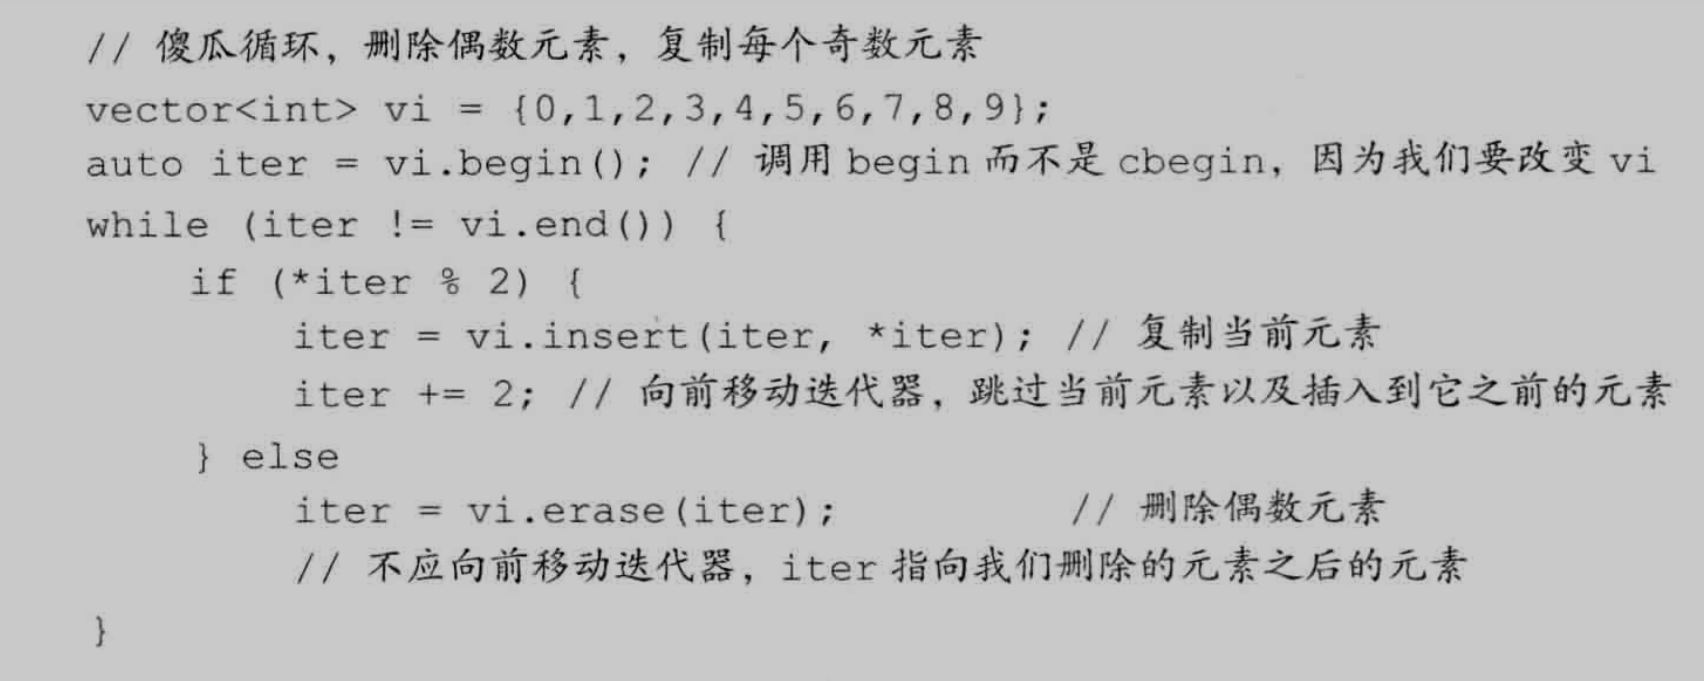 // 傻瓜循环，删除偶数元素，复制每个奇数元素
vector<int> vi = {0,1,2,3,4,5,6,7,8,9};
auto iter = vi.begin(); // 调用 begin 而不是 cbegin，因为我们要改变 vi
while (iter != vi.end()) {
    if (*iter % 2) {
        iter = vi.insert(iter, *iter); // 复制当前元素
        iter += 2; // 向前移动迭代器，跳过当前元素以及插入到它之前的元素
    } else
        iter = vi.erase(iter);         // 删除偶数元素
        // 不应向前移动迭代器，iter 指向我们删除的元素之后的元素
}